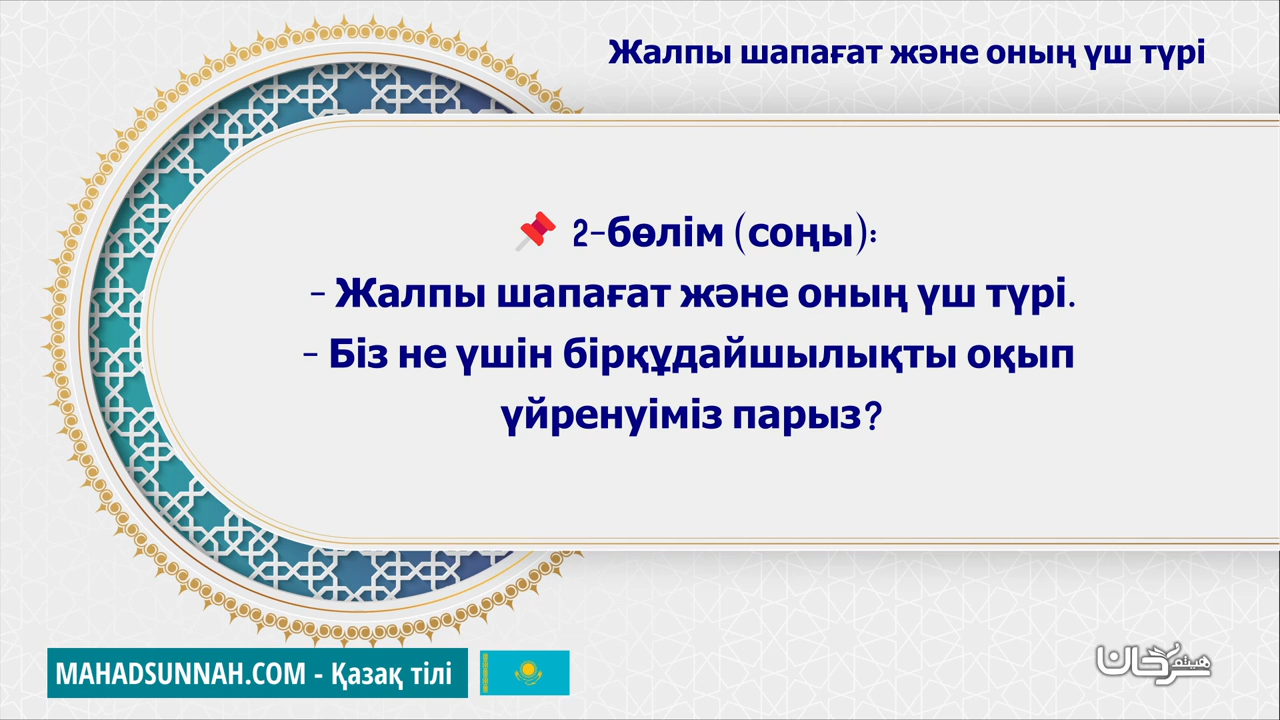 Жалпы шапағат және оның үш түрі
📌 2-бөлім (соңы):
- Жалпы шапағат және оның үш түрі.
- Біз не үшін бірқұдайшылықты оқып
үйренуіміз парыз?
MAHADSUNNAH.COM - Қазақ тілі